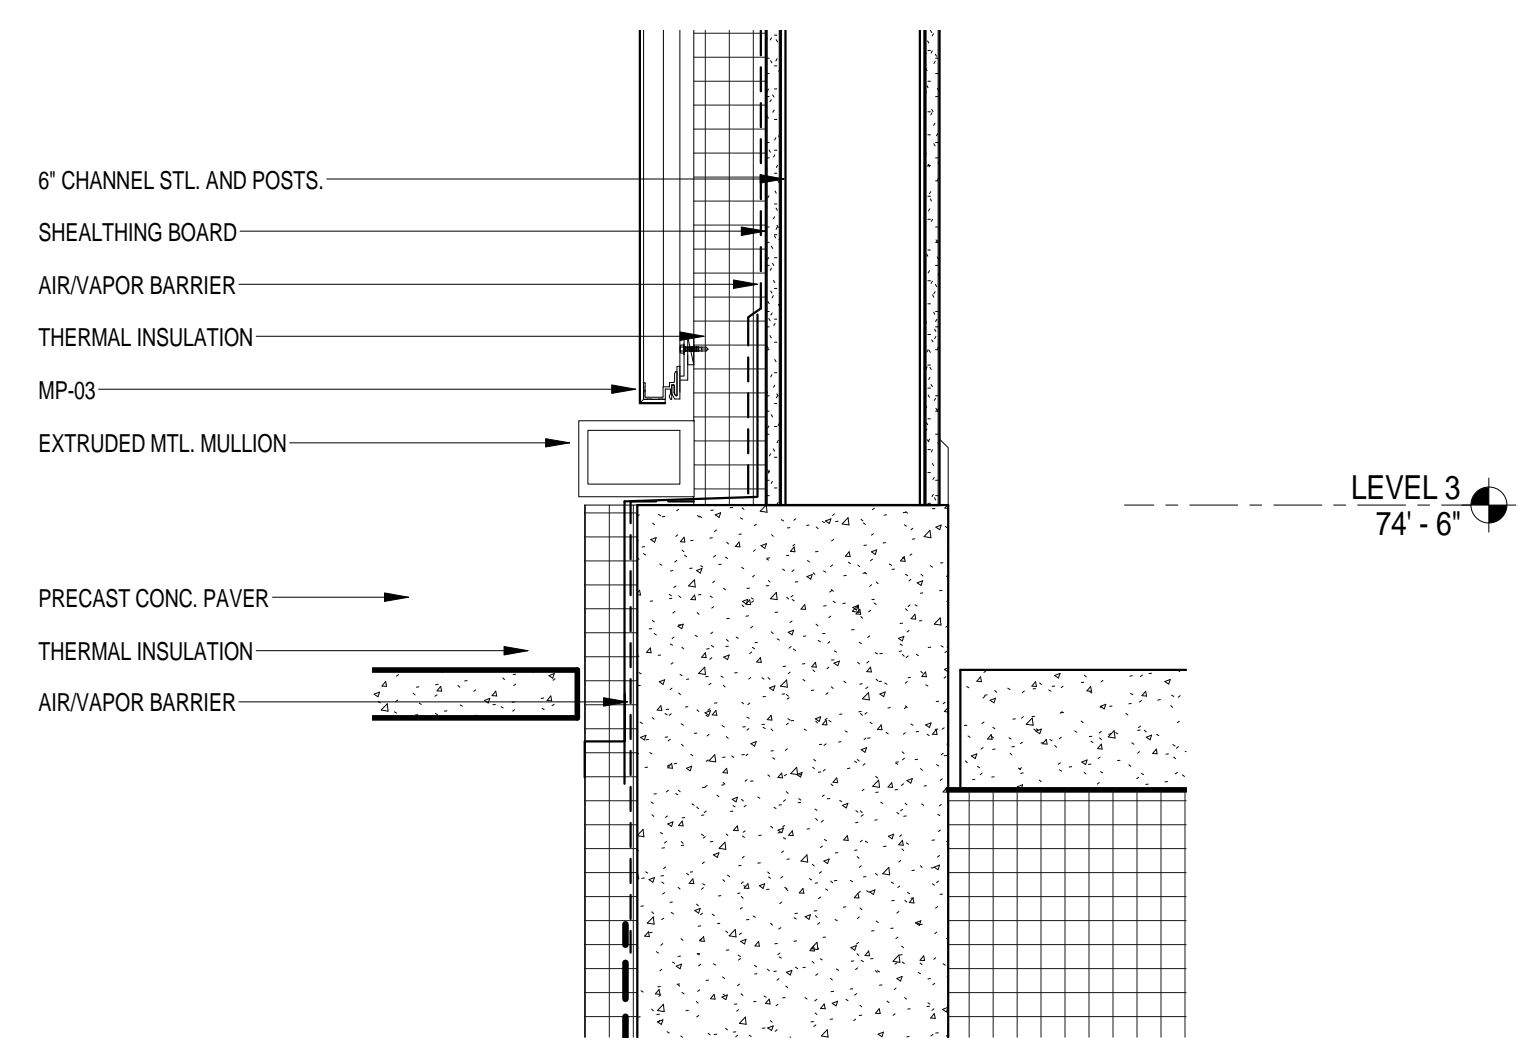 6" CHANNEL STL. AND POSTS.
SHEALTHING BOARD
AIR/VAPOR BARRIER
THERMAL INSULATION
MP-03
EXTRUDED MTL. MULLION
LEVEL 3
74' - 6"
PRECAST CONC. PAVER
THERMAL INSULATION
AIR/VAPOR BARRIER